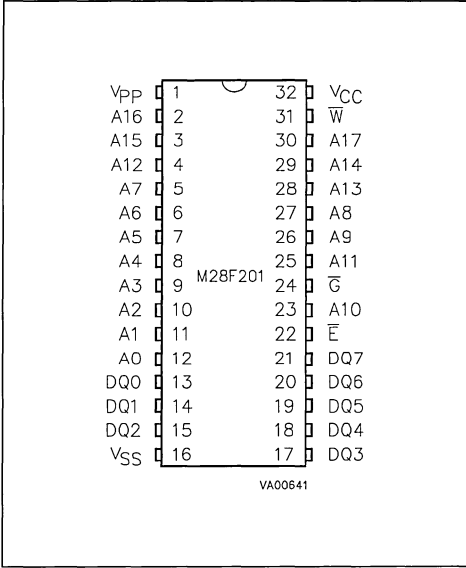 VPP 1 32 VCC
A16 2 31 W̅
A15 3 30 A17
A12 4 29 A14
A7 5 28 A13
A6 6 27 A8
A5 7 26 A9
A4 8 25 A11
M28F201
A3 9 24 G̅
A2 10 23 A10
A1 11 22 E̅
A0 12 21 DQ7
DQ0 13 20 DQ6
DQ1 14 19 DQ5
DQ2 15 18 DQ4
VSS 16 17 DQ3
VA00641